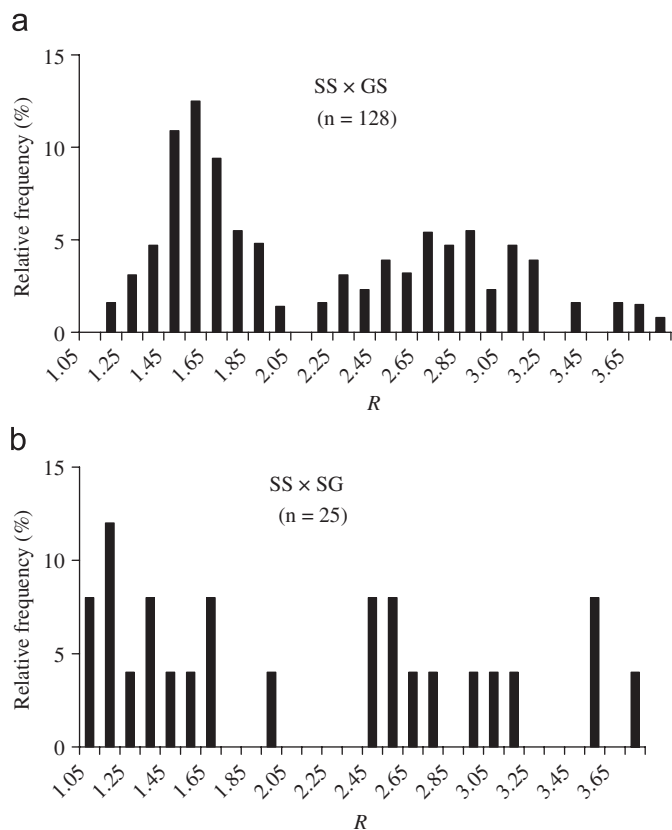 a
15
10
5
0
Relative frequency (%)
SS × GS
(n = 128)
1.05 1.25 1.45 1.65 1.85 2.05 2.25 2.45 2.65 2.85 3.05 3.25 3.45 3.65
R
b
15
10
5
0
Relative frequency (%)
SS × SG
(n = 25)
1.05 1.25 1.45 1.65 1.85 2.05 2.25 2.45 2.65 2.85 3.05 3.25 3.45 3.65
R